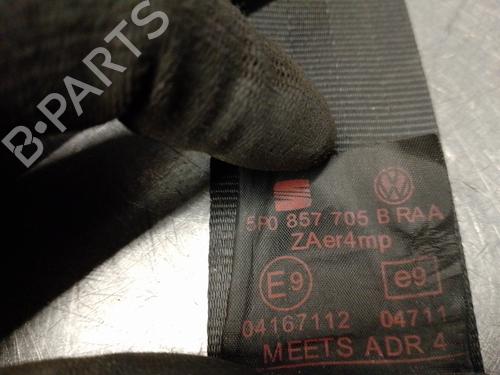 B-PARTS
5P0 857 705 B RAA
ZAer4mp
E9 e9
04167112 04711
MEETS ADR 4